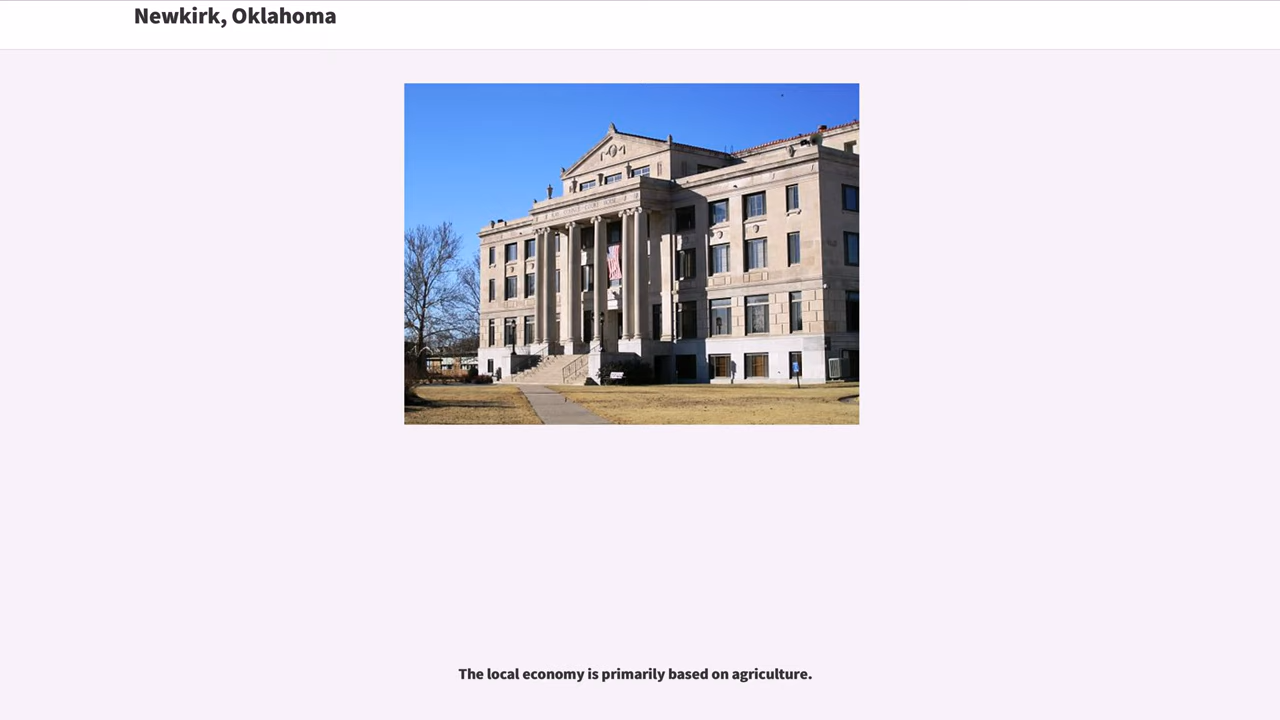 Newkirk, Oklahoma
The local economy is primarily based on agriculture.